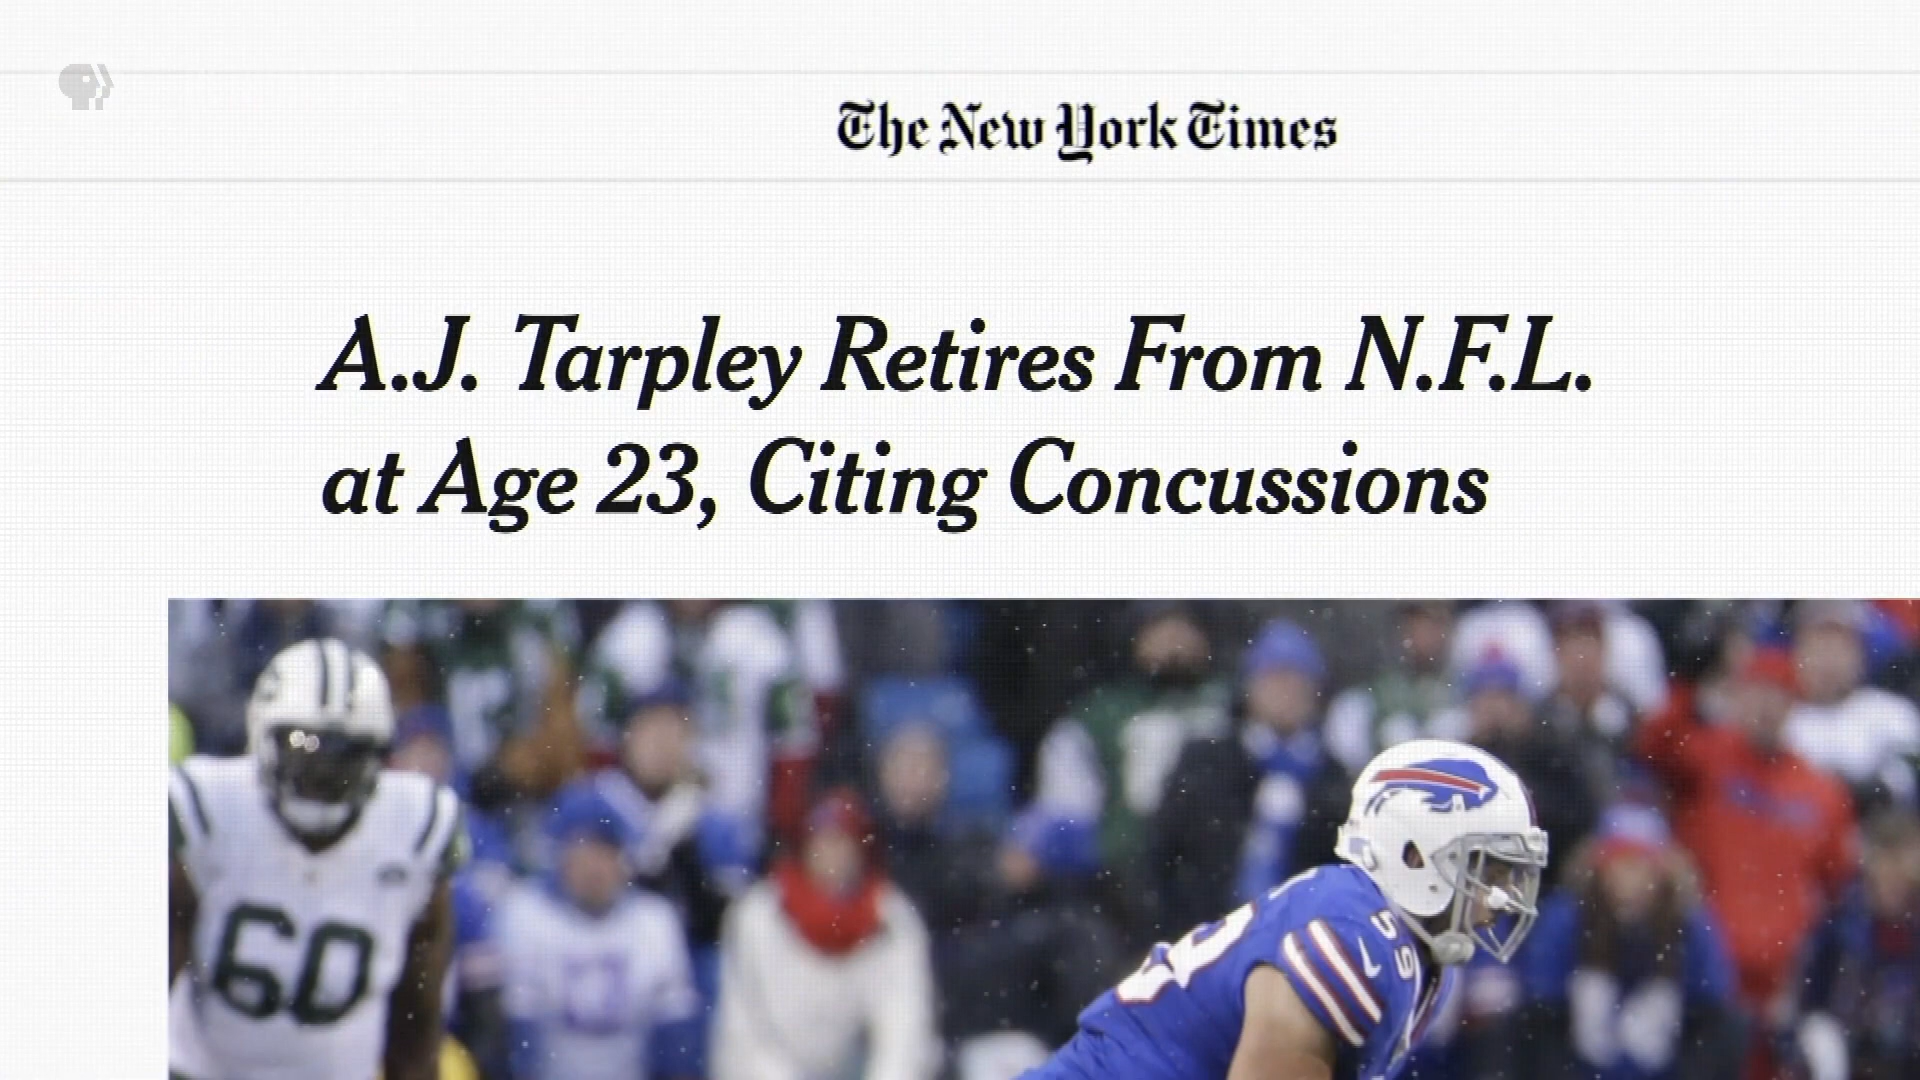 The New York Times
A.J. Tarpley Retires From N.F.L.
at Age 23, Citing Concussions
60
59